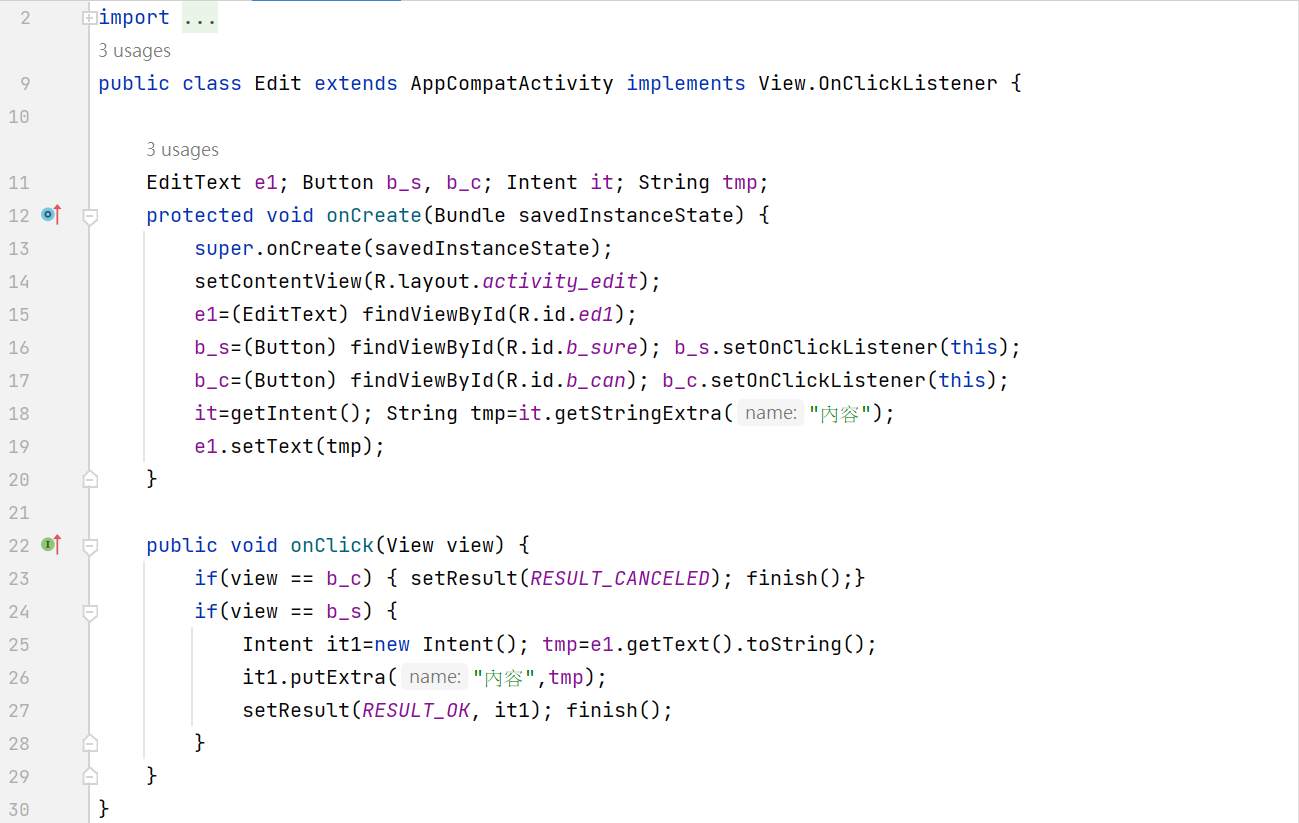 2 import ...
3 usages
9 public class Edit extends AppCompatActivity implements View.OnClickListener {
10
3 usages
11 EditText e1; Button b_s, b_c; Intent it; String tmp;
12 protected void onCreate(Bundle savedInstanceState) {
13 super.onCreate(savedInstanceState);
14 setContentView(R.layout.activity_edit);
15 e1=(EditText) findViewById(R.id.ed1);
16 b_s=(Button) findViewById(R.id.b_sure); b_s.setOnClickListener(this);
17 b_c=(Button) findViewById(R.id.b_can); b_c.setOnClickListener(this);
18 it=getIntent(); String tmp=it.getStringExtra( name: "內容");
19 e1.setText(tmp);
20 }
21
22 public void onClick(View view) {
23 if(view == b_c) { setResult(RESULT_CANCELED); finish();}
24 if(view == b_s) {
25 Intent it1=new Intent(); tmp=e1.getText().toString();
26 it1.putExtra( name: "內容",tmp);
27 setResult(RESULT_OK, it1); finish();
28 }
29 }
30 }